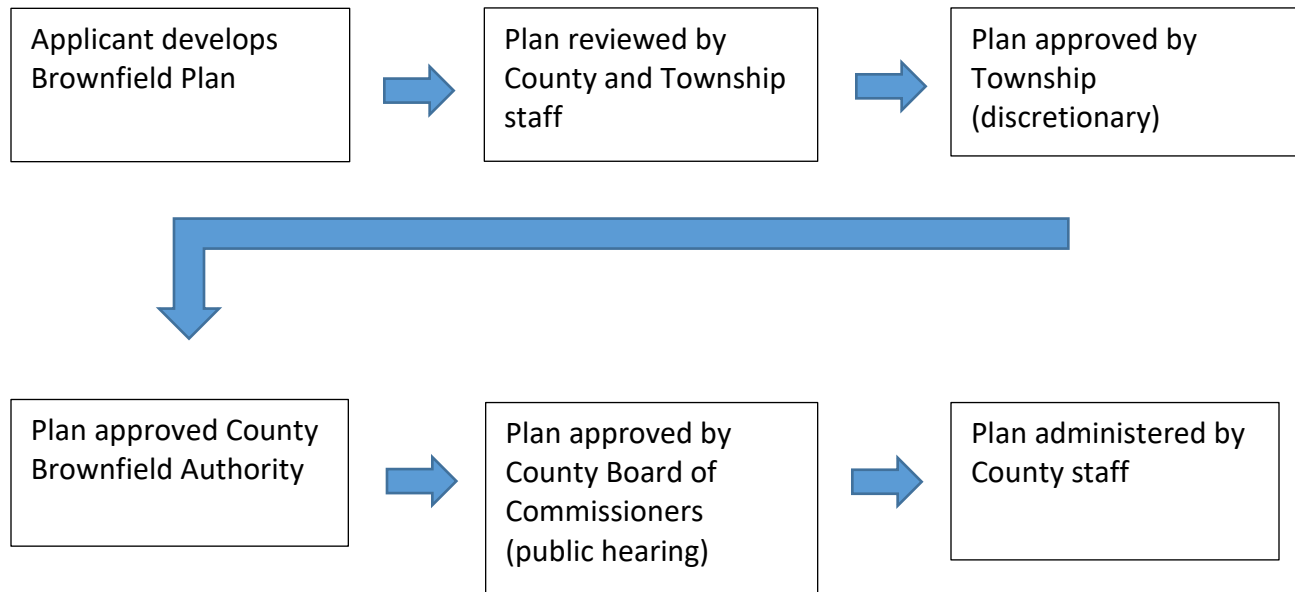 Applicant develops
Brownfield Plan
Plan reviewed by
County and Township
staff
Plan approved by
Township
(discretionary)
Plan approved County
Brownfield Authority
Plan approved by
County Board of
Commissioners
(public hearing)
Plan administered by
County staff